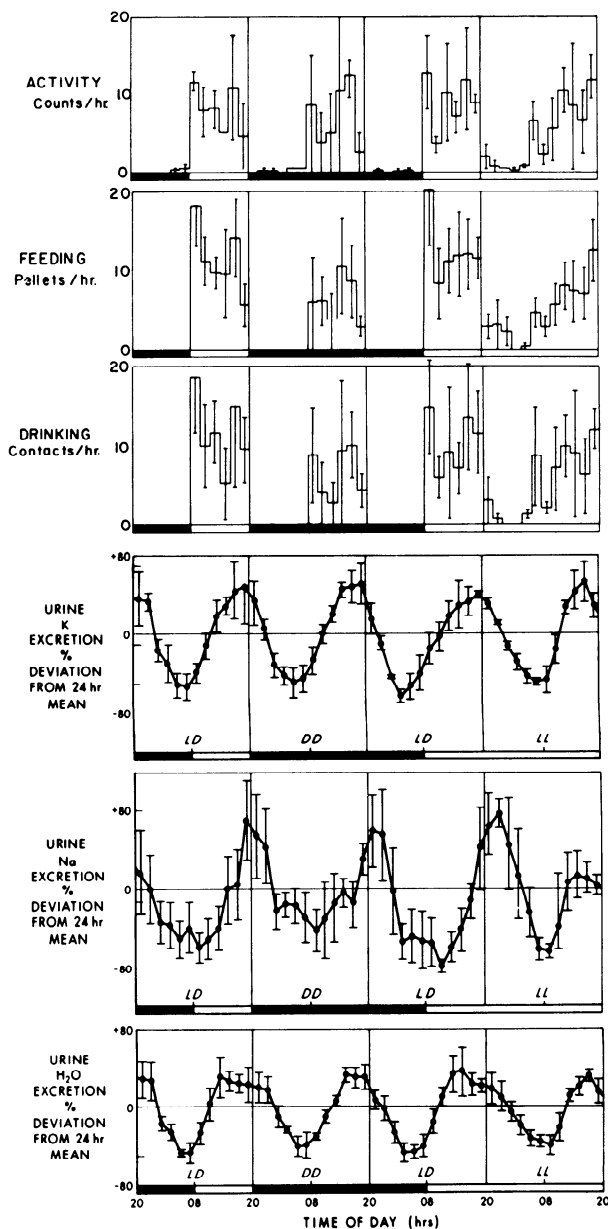 20
ACTIVITY
Counts/hr.
10
0
20
FEEDING
Pallets/hr.
10
0
20
DRINKING
Contacts/hr.
10
0
+80
URINE
K
EXCRETION
%
DEVIATION
FROM 24 hr
MEAN
0
-80
LD DD LD LL
+80
URINE
Na
EXCRETION
%
DEVIATION
FROM 24 hr
MEAN
0
-80
LD DD LD LL
+80
URINE
H2O
EXCRETION
%
DEVIATION
FROM 24 hr
MEAN
0
-80
LD DD LD LL
20 08 20 08 20 08 20 08 20
TIME OF DAY (hrs)